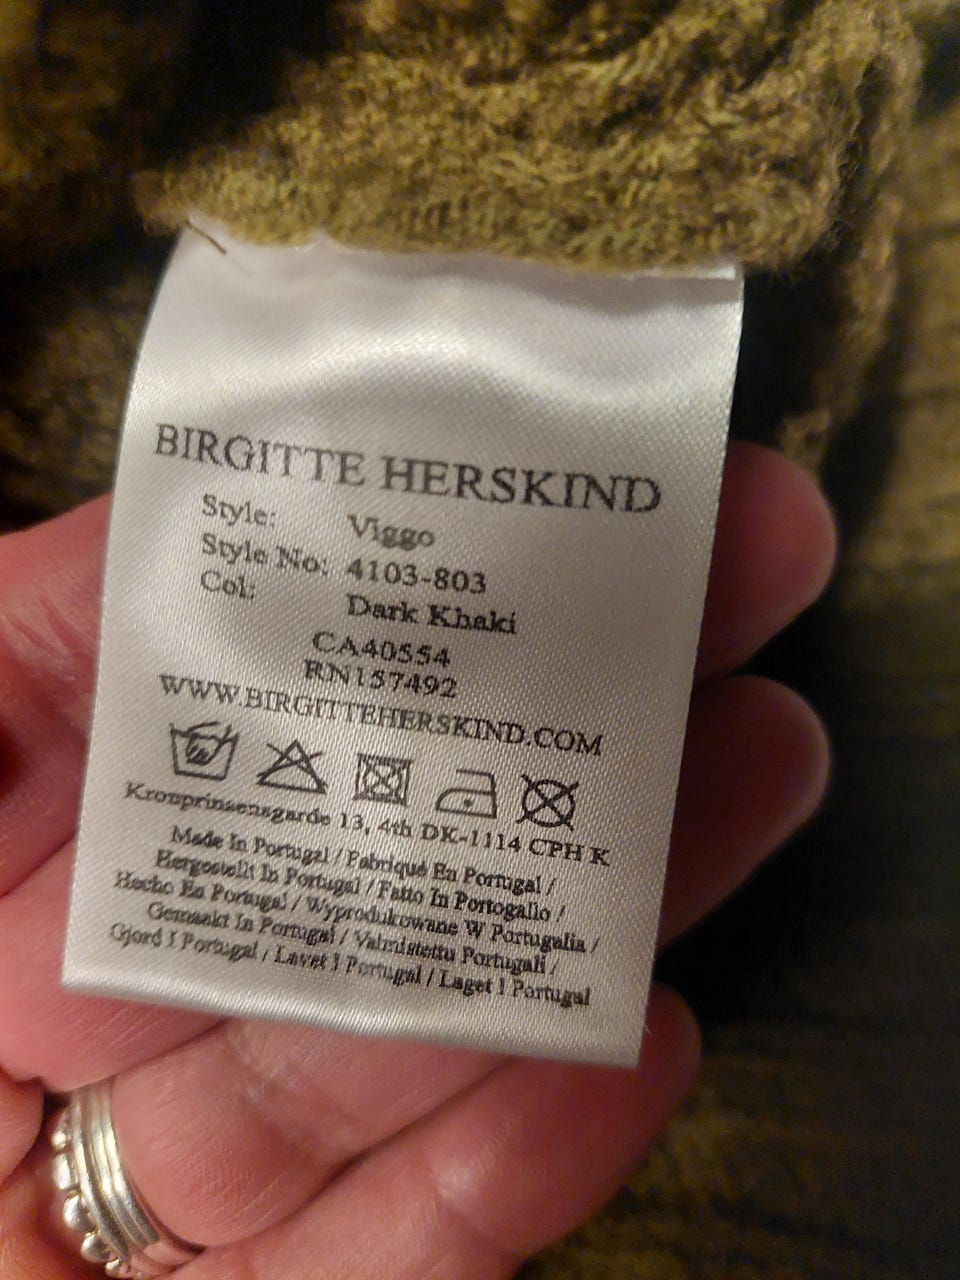 BIRGITTE HERSKIND
Style: Viggo
Style No: 4103-803
Col: Dark Khaki
CA40554
RN157492
WWW.BIRGITTEHERSKIND.COM
Kronprinsensgarde 13, 4th DK-1114 CPH K
Made In Portugal / Fabriqué En Portugal /
Hergestellt In Portugal / Fatto In Portogallo /
Hecho En Portugal / Wyprodukowane W Portugalia /
Gemaakt In Portugal / Valmistettu Portugali /
Gjord I Portugal / Lavet I Portugal / Laget I Portugal